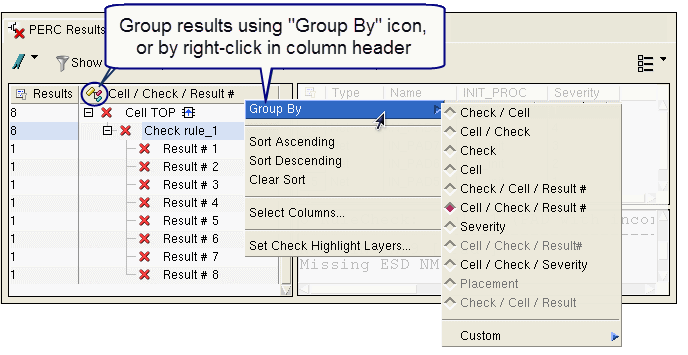 Group results using "Group By" icon,
or by right-click in column header
PERC Results
Show
Results
Cell / Check / Result #
Type
Name
INIT_PROC
Severity
8
Cell TOP
8
Check rule_1
1
Result # 1
1
Result # 2
1
Result # 3
1
Result # 4
1
Result # 5
1
Result # 6
1
Result # 7
1
Result # 8
Group By
Sort Ascending
Sort Descending
Clear Sort
Select Columns...
Set Check Highlight Layers...
Check / Cell
Cell / Check
Check
Cell
Check / Cell / Result #
Cell / Check / Result #
Severity
Cell / Check / Result#
Cell / Check / Severity
Placement
Check / Cell / Result
Custom
Missing ESD NM